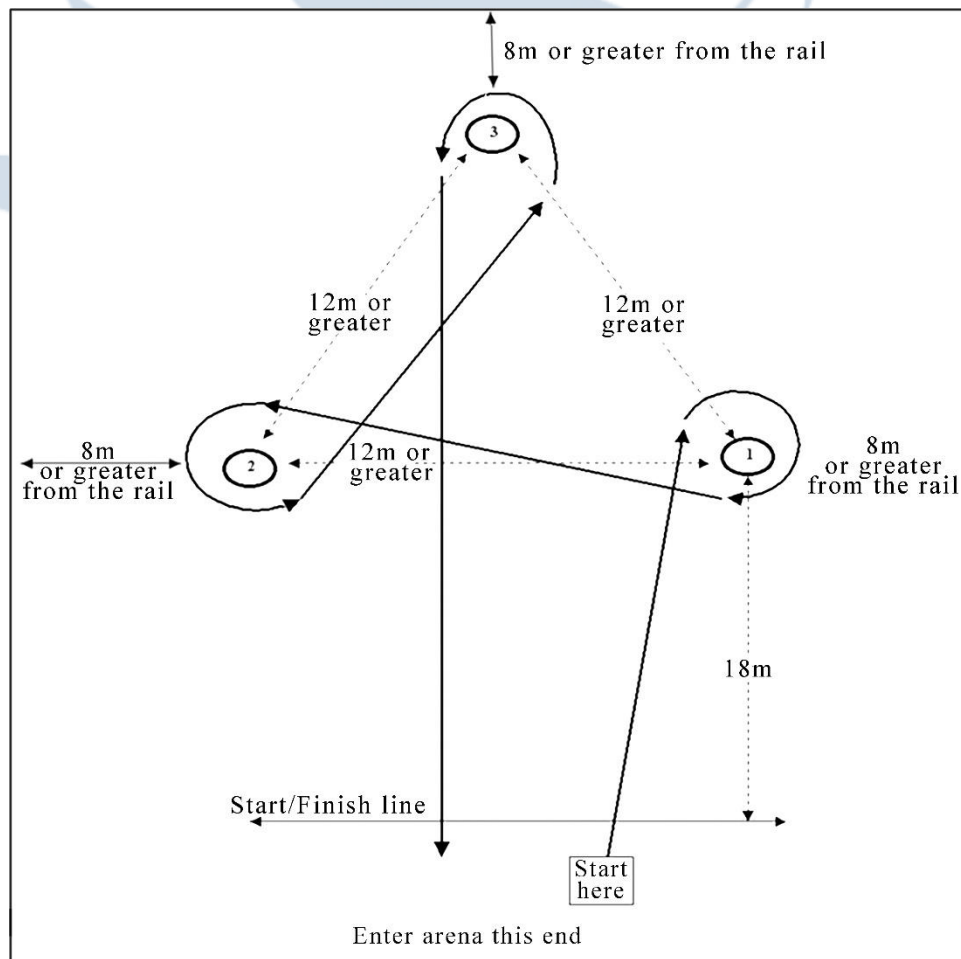 8m or greater from the rail
3
12m or
greater
12m or
greater
8m
or greater
from the rail
2
12m or
greater
1
8m
or greater
from the rail
18m
Start/Finish line
Start
here
Enter arena this end